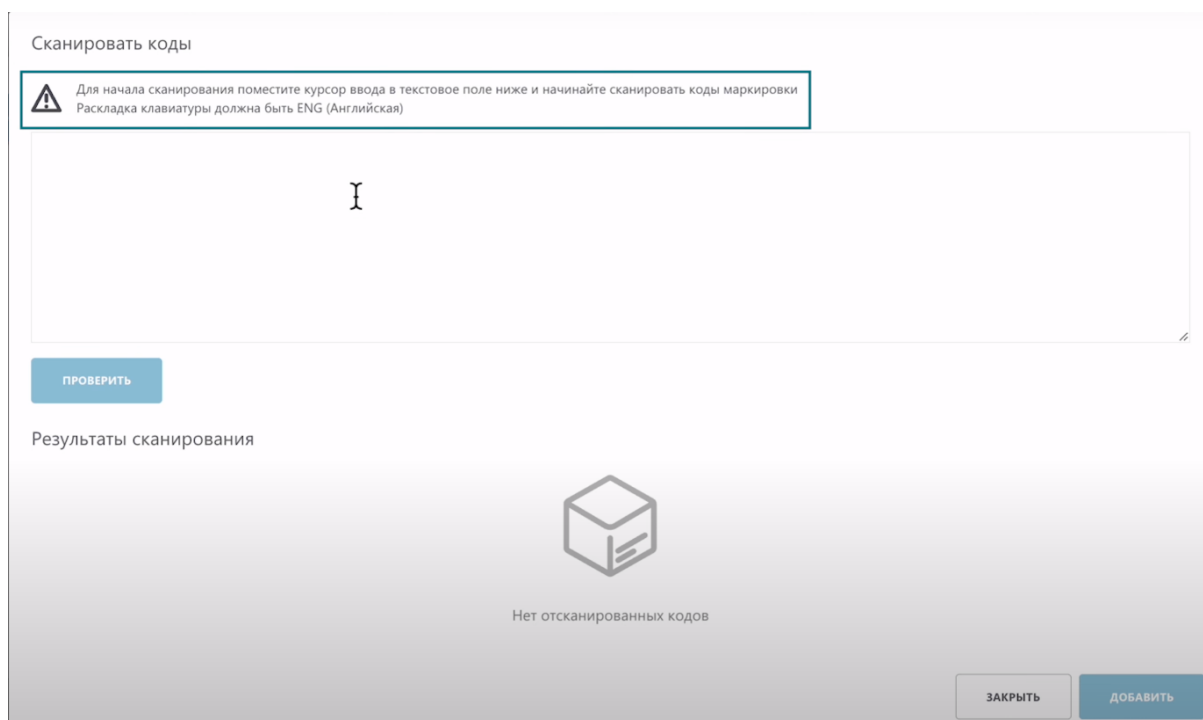 Сканировать коды
Для начала сканирования поместите курсор ввода в текстовое поле ниже и начинайте сканировать коды маркировки
Раскладка клавиатуры должна быть ENG (Английская)
ПРОВЕРИТЬ
Результаты сканирования
Нет отсканированных кодов
ЗАКРЫТЬ
ДОБАВИТЬ